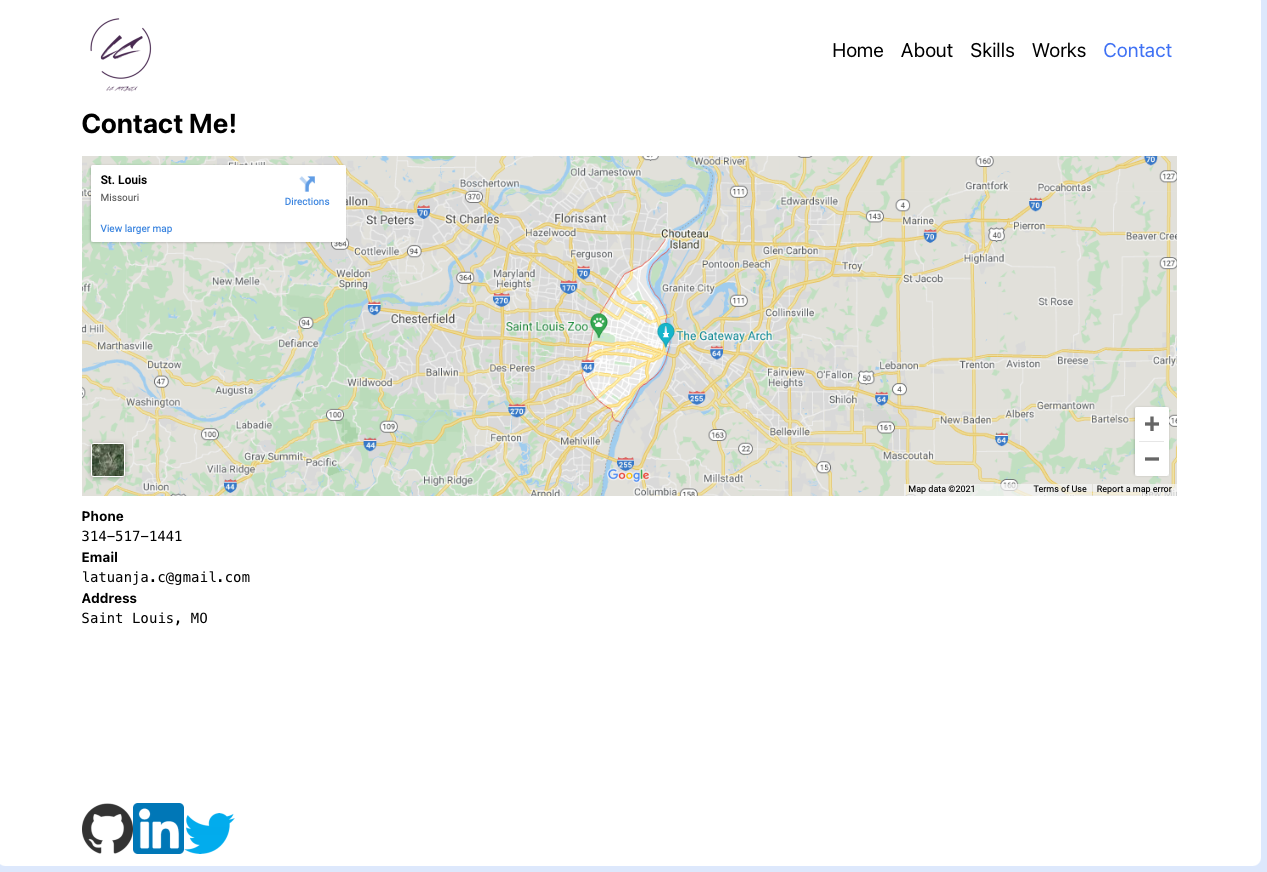 LC
Home About Skills Works Contact
Contact Me!
St. Louis
Missouri
Directions
View larger map
Wood River
Old Jamestown
Boschertown
Grantfork
Pocahontas
Edwardsville
St Peters
St Charles
Florissant
Marine
Pierron
Hazelwood
Chouteau
Island
Beaver Cree
Cottleville
Ferguson
Glen Carbon
Highland
Weldon
Spring
Maryland
Heights
Pontoon Beach
Troy
New Melle
St Jacob
Granite City
St Rose
Chesterfield
Collinsville
Saint Louis Zoo
The Gateway Arch
Defiance
Marthasville
Dutzow
Ballwin
Des Peres
Fairview
Heights
O'Fallon
Lebanon
Trenton
Aviston
Breese
Carly
Wildwood
Augusta
Shiloh
Washington
Germantown
Albers
Bartelso
New Baden
Labadie
Belleville
Fenton
Mehlville
Gray Summit
Pacific
Mascoutah
Villa Ridge
High Ridge
Millstadt
Union
Arnold
Columbia
Google
Map data ©2021 Terms of Use Report a map error
Phone
314-517-1441
Email
latuanja.c@gmail.com
Address
Saint Louis, MO
in